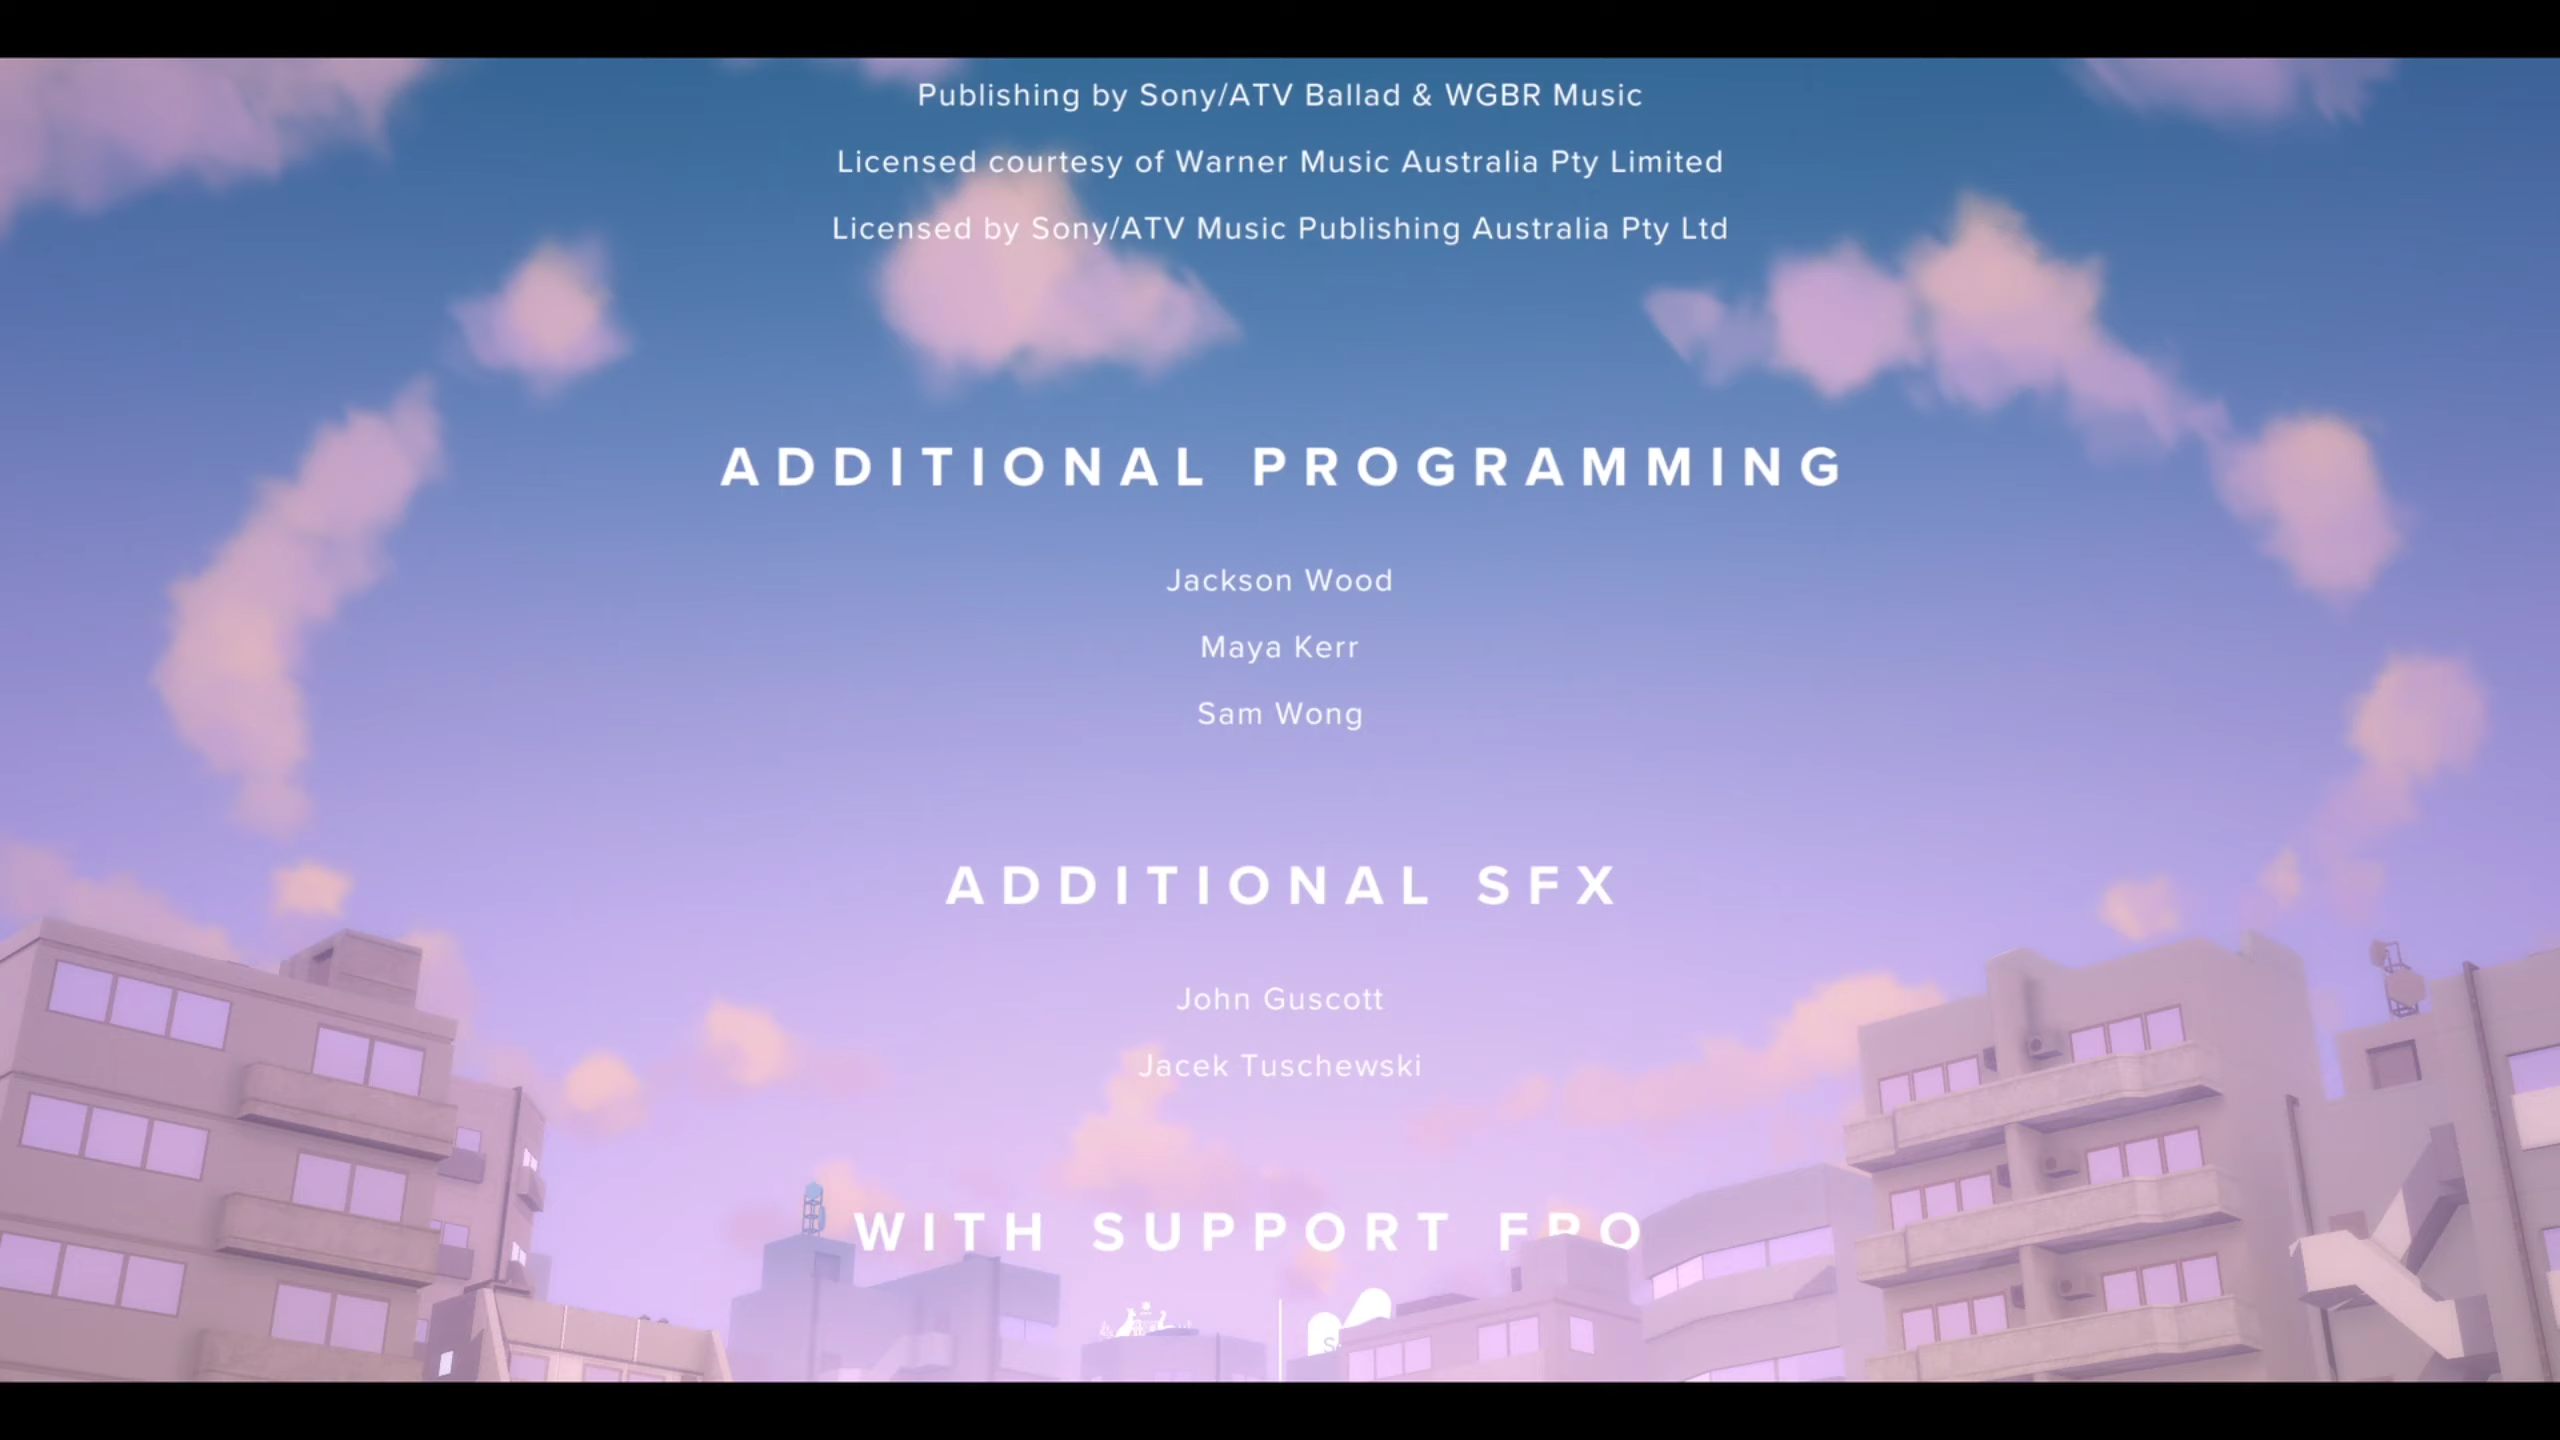 Publishing by Sony/ATV Ballad & WGBR Music
Licensed courtesy of Warner Music Australia Pty Limited
Licensed by Sony/ATV Music Publishing Australia Pty Ltd
ADDITIONAL PROGRAMMING
Jackson Wood
Maya Kerr
Sam Wong
ADDITIONAL SFX
John Guscott
Jacek Tuschewski
WITH SUPPORT FRO